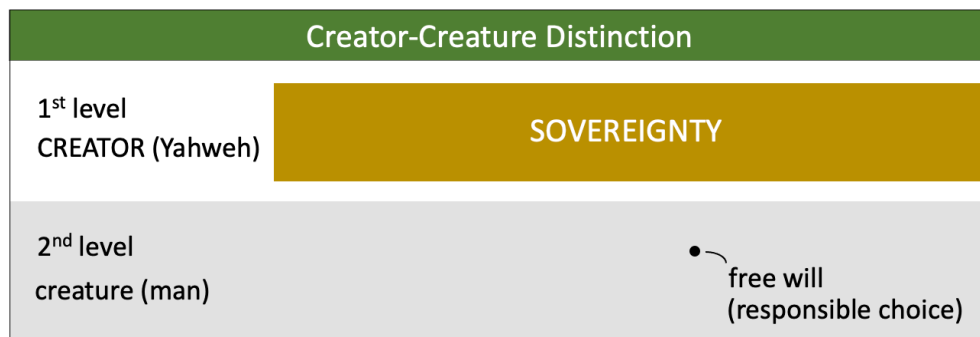 Creator-Creature Distinction
1st level
CREATOR (Yahweh)
SOVEREIGNTY
2nd level
creature (man)
free will
(responsible choice)